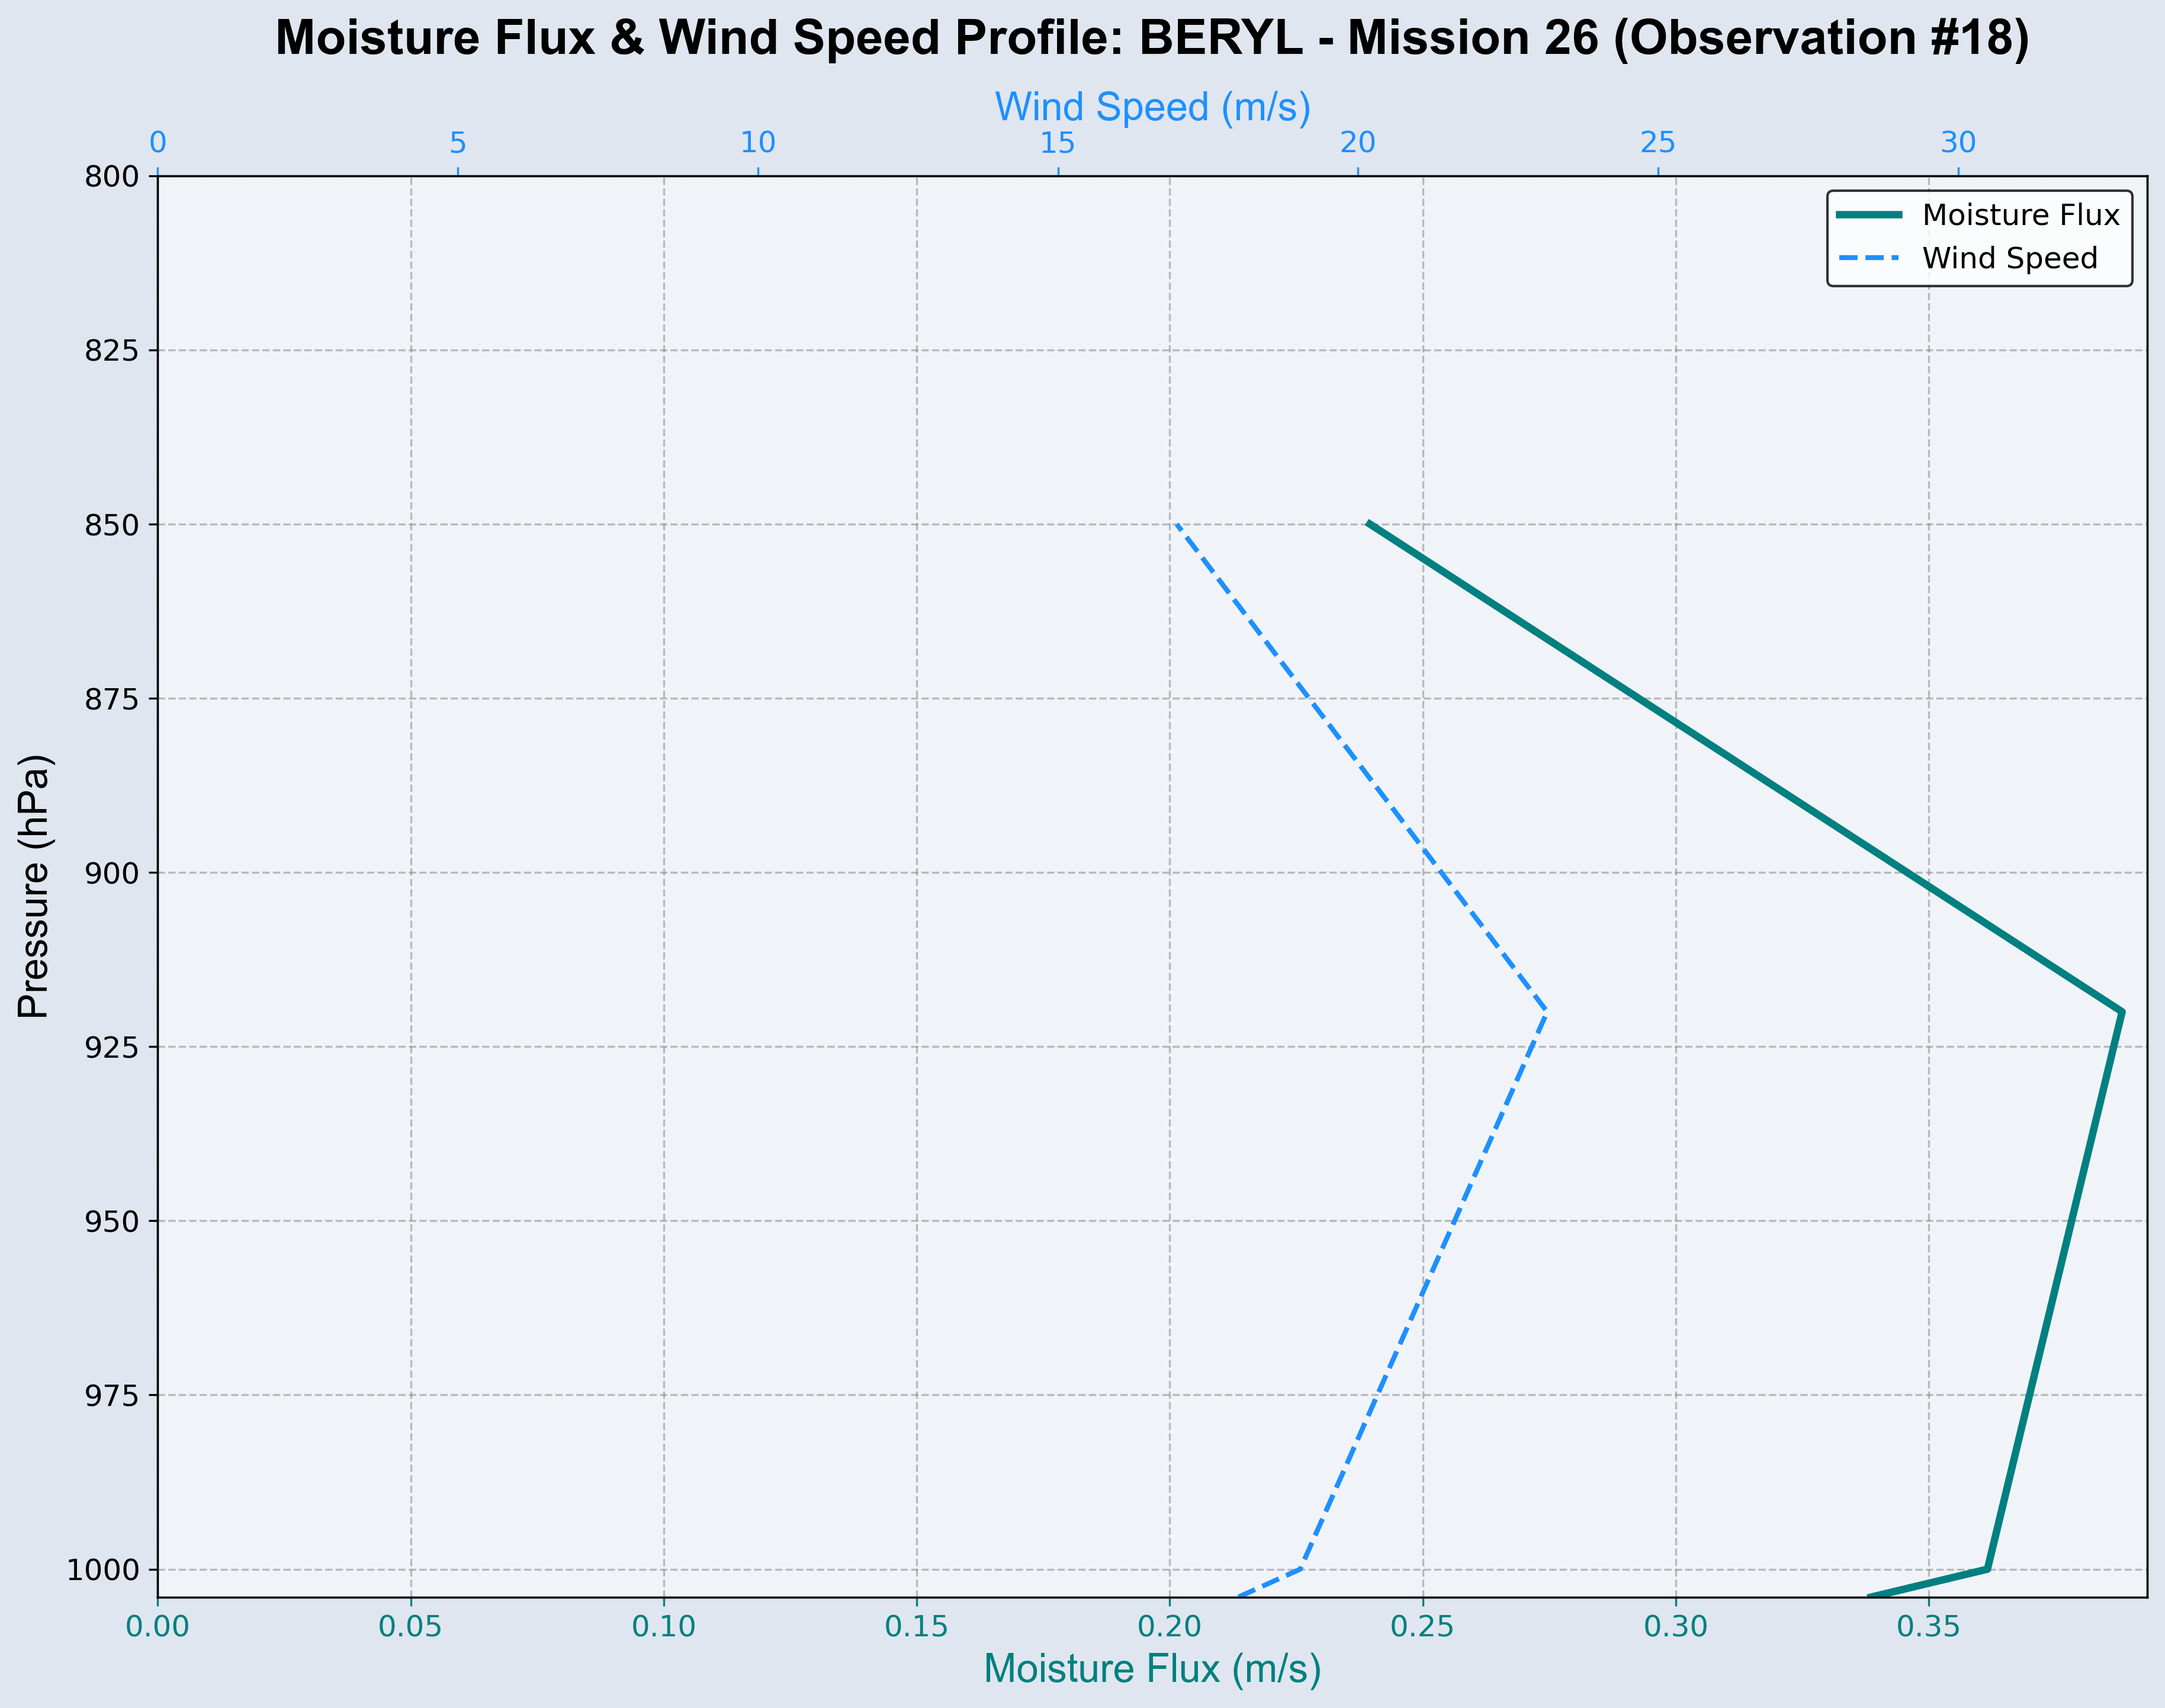 Moisture Flux & Wind Speed Profile: BERYL - Mission 26 (Observation #18)
Wind Speed (m/s)
0 5 10 15 20 25 30
Moisture Flux
Wind Speed
Pressure (hPa)
800
825
850
875
900
925
950
975
1000
0.00 0.05 0.10 0.15 0.20 0.25 0.30 0.35
Moisture Flux (m/s)